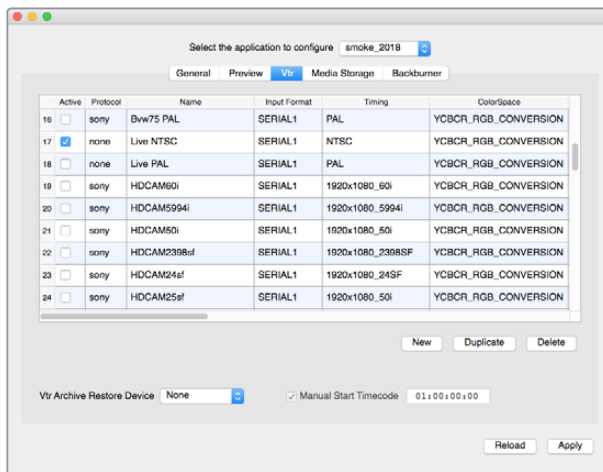 Select the application to configure smoke_2018
General Preview Vtr Media Storage Backburner
Active Protocol Name Input Format Timing ColorSpace
16 sony Bvw75 PAL SERIAL1 PAL YCBCR_RGB_CONVERSION
17 none Live NTSC SERIAL1 NTSC YCBCR_RGB_CONVERSION
18 none Live PAL SERIAL1 PAL YCBCR_RGB_CONVERSION
19 sony HDCAM60i SERIAL1 1920x1080_60i YCBCR_RGB_CONVERSION
20 sony HDCAM5994i SERIAL1 1920x1080_5994i YCBCR_RGB_CONVERSION
21 sony HDCAM50i SERIAL1 1920x1080_50i YCBCR_RGB_CONVERSION
22 sony HDCAM2398sf SERIAL1 1920x1080_2398SF YCBCR_RGB_CONVERSION
23 sony HDCAM24sf SERIAL1 1920x1080_24SF YCBCR_RGB_CONVERSION
24 sony HDCAM25sf SERIAL1 1920x1080_50i YCBCR_RGB_CONVERSION
New Duplicate Delete
Vtr Archive Restore Device None Manual Start Timecode 01:00:00:00
Reload Apply